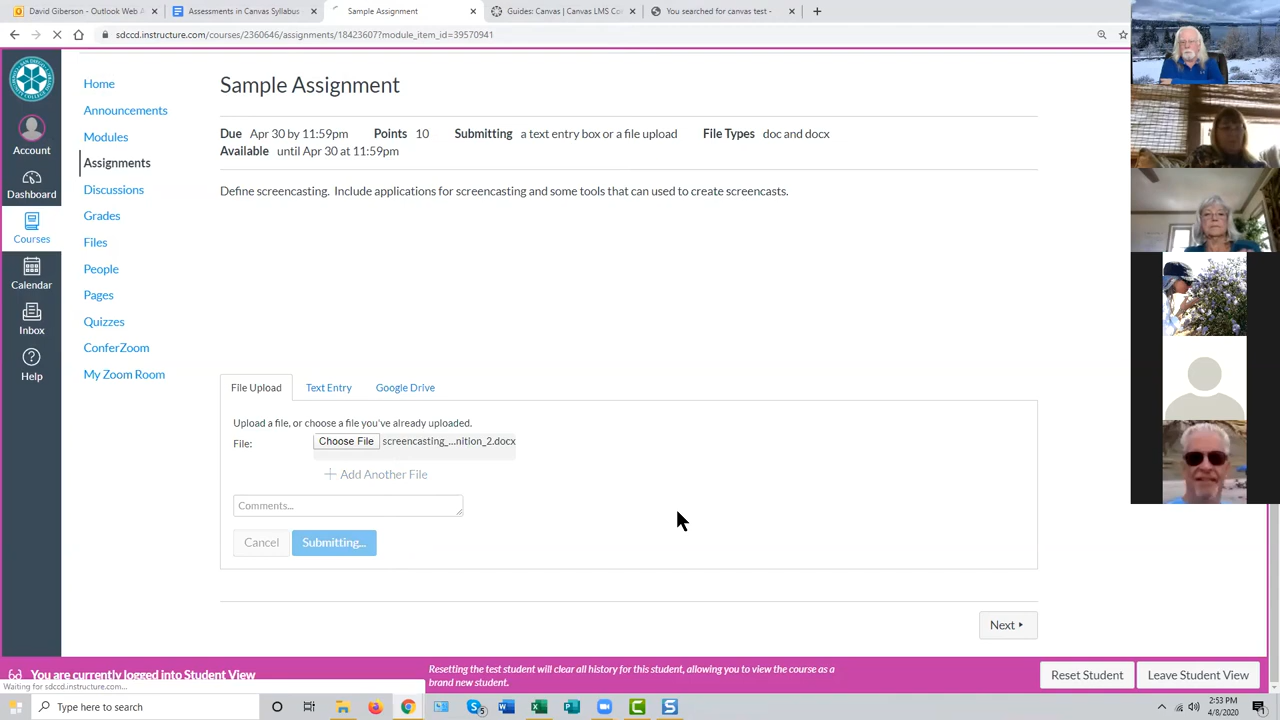 David Giberson - Outlook Web A
Assessments in Canvas Syllabus
Sample Assignment
Guides: Canvas | Canvas LMS Co
You searched for canvas test -
sdccd.instructure.com/courses/2360646/assignments/18423607?module_item_id=
Account
Dashboard
Courses
Calendar
Inbox
Help
Home
Announcements
Modules
Assignments
Discussions
Grades
Files
People
Pages
Quizzes
ConferZoom
My Zoom Room
Sample Assignment
Due Apr 30 by 11:59pm Points 10 Submitting a text entry box or a file upload File Types doc and docx
Available until Apr 30 at 11:59pm
Define screencasting. Include applications for screencasting and some tools that can used to create screencasts.
File Upload Text Entry Google Drive
Upload a file, or choose a file you've already uploaded.
File: Choose File screencasting_...nition_2.docx
+ Add Another File
Comments...
Cancel Submitting...
Next
You are currently logged into Student View
Resetting the test student will clear all history for this student, allowing you to view the course as a
brand new student.
Reset Student Leave Student View
Waiting for sdccd.instructure.com...
Type here to search
2:53 PM
4/8/2020